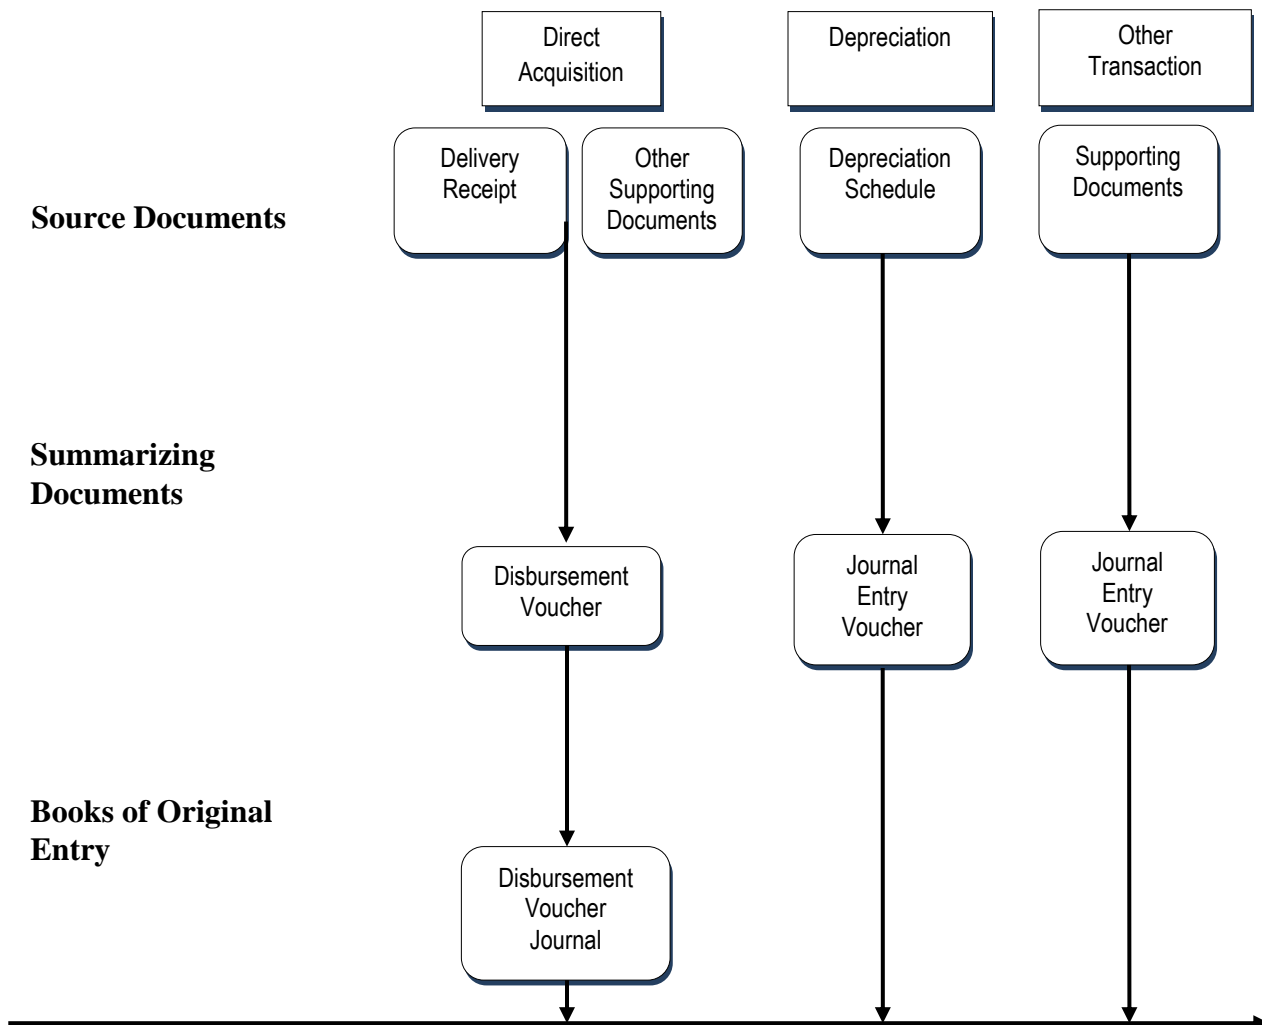 Direct
Acquisition
Depreciation
Other
Transaction
Source Documents
Delivery
Receipt
Other
Supporting
Documents
Depreciation
Schedule
Supporting
Documents
Summarizing
Documents
Disbursement
Voucher
Journal
Entry
Voucher
Journal
Entry
Voucher
Books of Original
Entry
Disbursement
Voucher
Journal